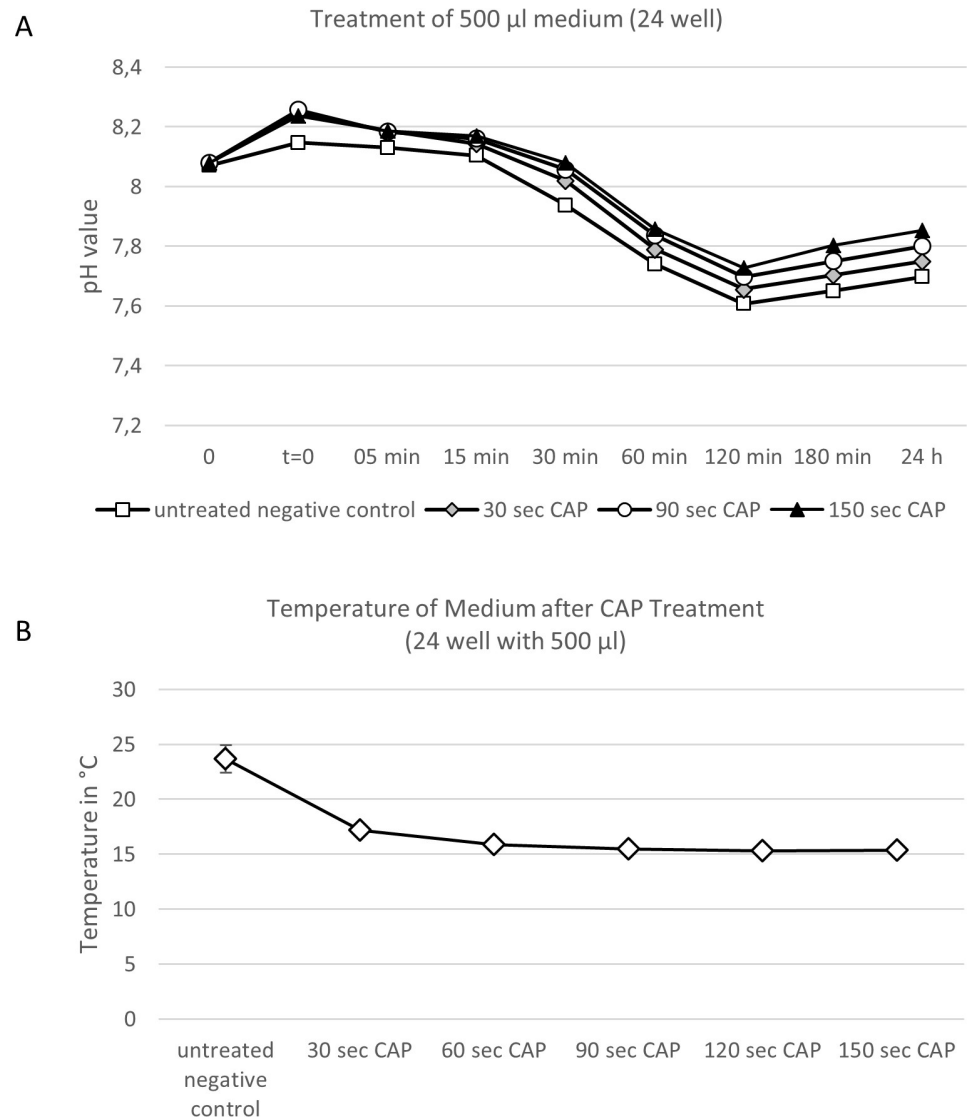 A
Treatment of 500 µl medium (24 well)
8,4
8,2
8
7,8
7,6
7,4
7,2
pH value
0 t=0 05 min 15 min 30 min 60 min 120 min 180 min 24 h
untreated negative control 30 sec CAP 90 sec CAP 150 sec CAP
B
Temperature of Medium after CAP Treatment
(24 well with 500 µl)
30
25
20
15
10
5
0
Temperature in °C
untreated negative control 30 sec CAP 60 sec CAP 90 sec CAP 120 sec CAP 150 sec CAP